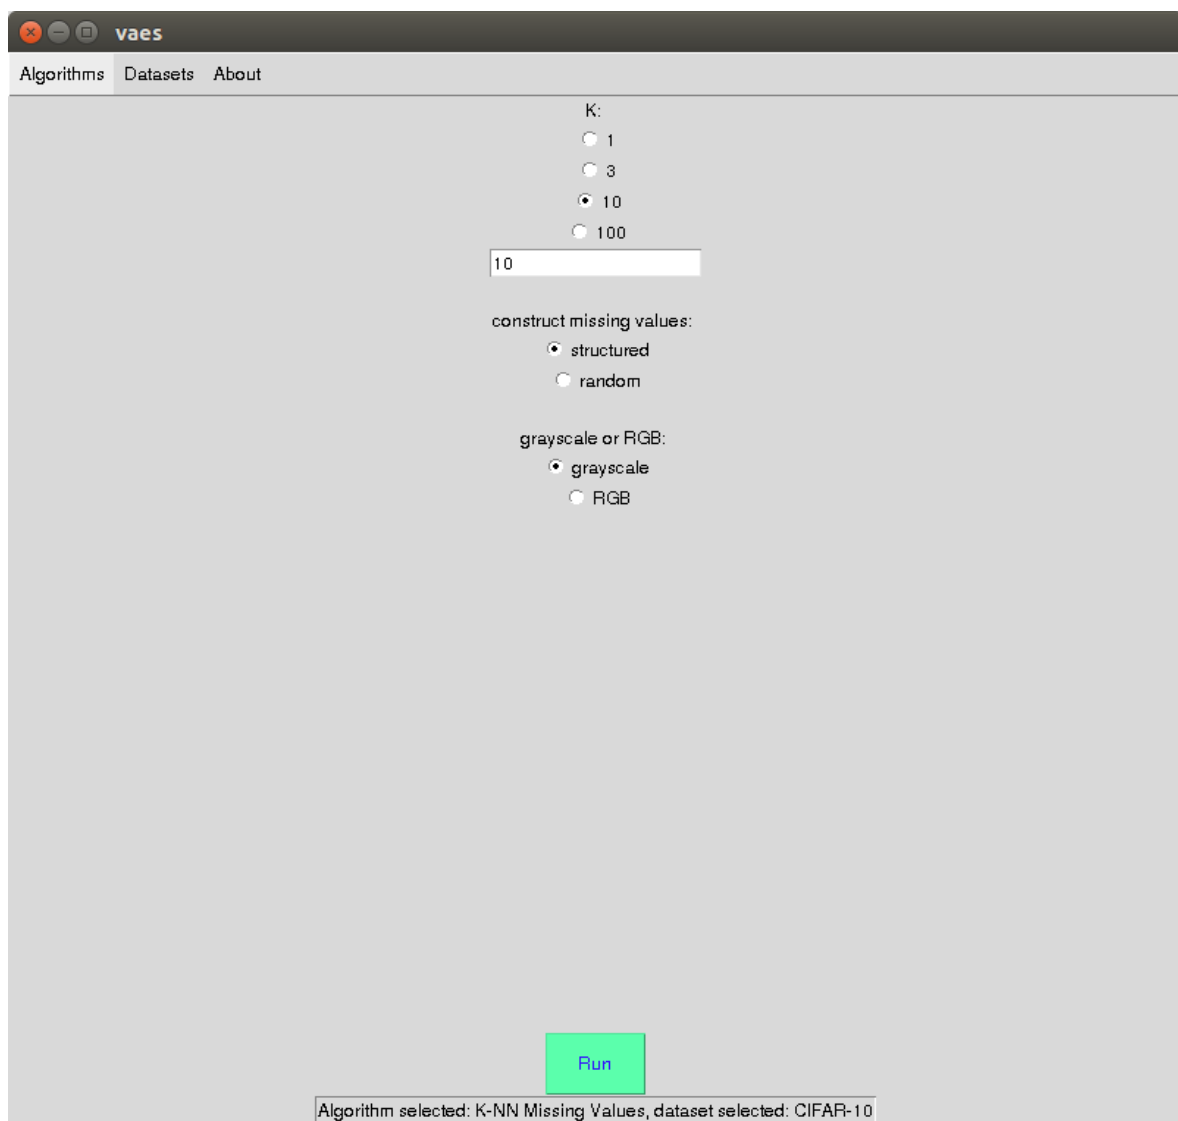 vaes
Algorithms Datasets About
K:
1
3
10
100
10
construct missing values:
structured
random
grayscale or RGB:
grayscale
RGB
Run
Algorithm selected: K-NN Missing Values, dataset selected: CIFAR-10